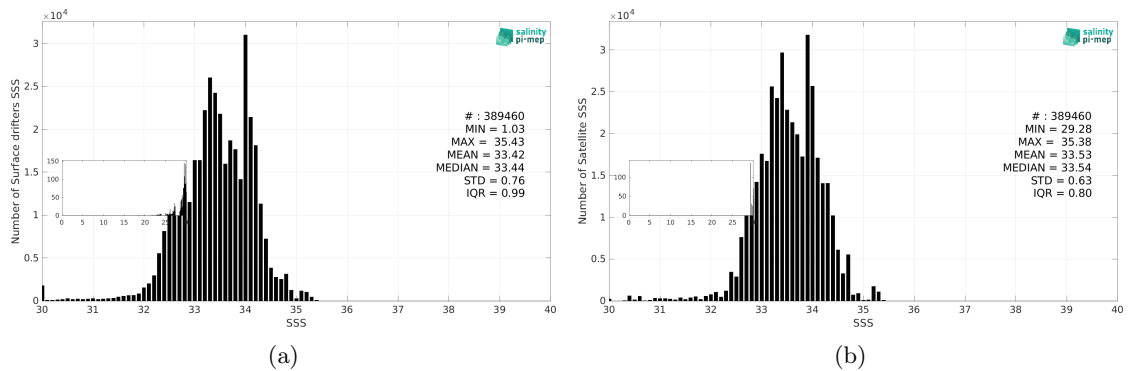 ×10⁴
3
2.5
2
1.5
1
0.5
0
Number of Surface drifters SSS
salinity
pi-mep
# : 389460
MIN = 1.03
MAX = 35.43
MEAN = 33.42
MEDIAN = 33.44
STD = 0.76
IQR = 0.99
150
100
50
0
0 5 10 15 20 25
30 31 32 33 34 35 36 37 38 39 40
SSS
(a)
×10⁴
3
2.5
2
1.5
1
0.5
0
Number of Satellite SSS
salinity
pi-mep
# : 389460
MIN = 29.28
MAX = 35.38
MEAN = 33.53
MEDIAN = 33.54
STD = 0.63
IQR = 0.80
100
50
0
0 5 10 15 20 25
30 31 32 33 34 35 36 37 38 39 40
SSS
(b)